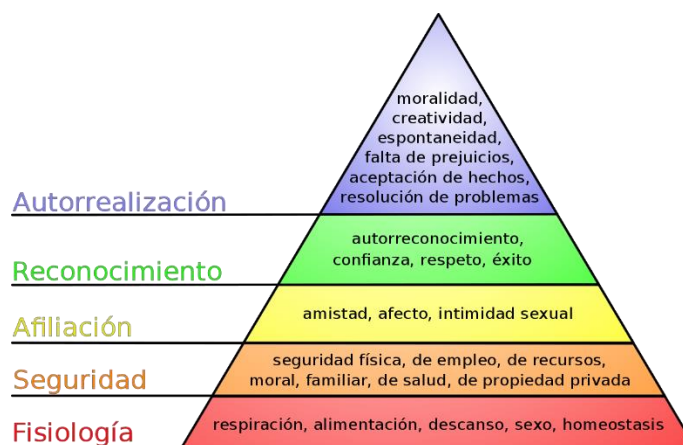 moralidad,
creatividad,
espontaneidad,
falta de prejuicios,
aceptación de hechos,
resolución de problemas
Autorrealización
autorreconocimiento,
confianza, respeto, éxito
Reconocimiento
amistad, afecto, intimidad sexual
Afiliación
seguridad física, de empleo, de recursos,
moral, familiar, de salud, de propiedad privada
Seguridad
respiración, alimentación, descanso, sexo, homeostasis
Fisiología